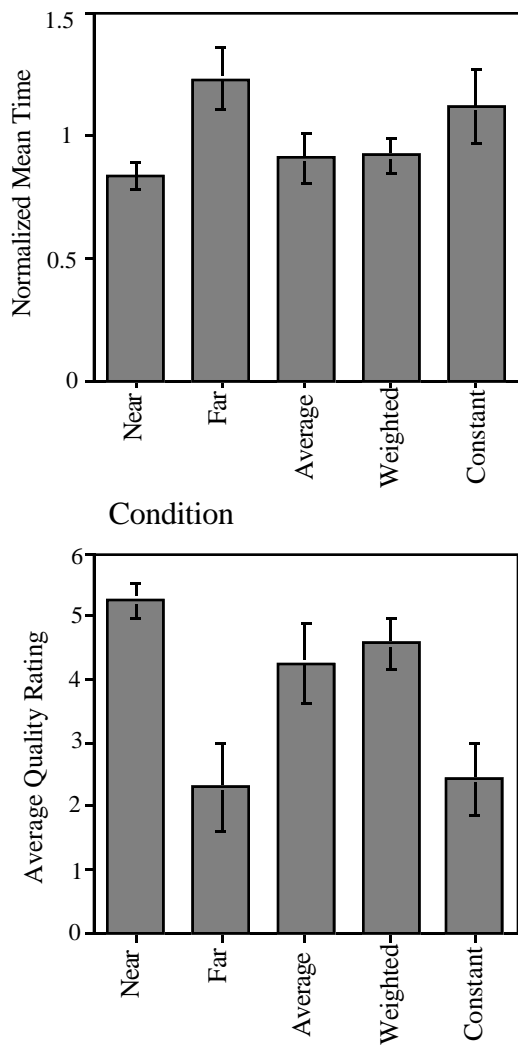 Normalized Mean Time
1.5
1
0.5
0
Near
Far
Average
Weighted
Constant
Condition
Average Quality Rating
6
5
4
3
2
1
0
Near
Far
Average
Weighted
Constant